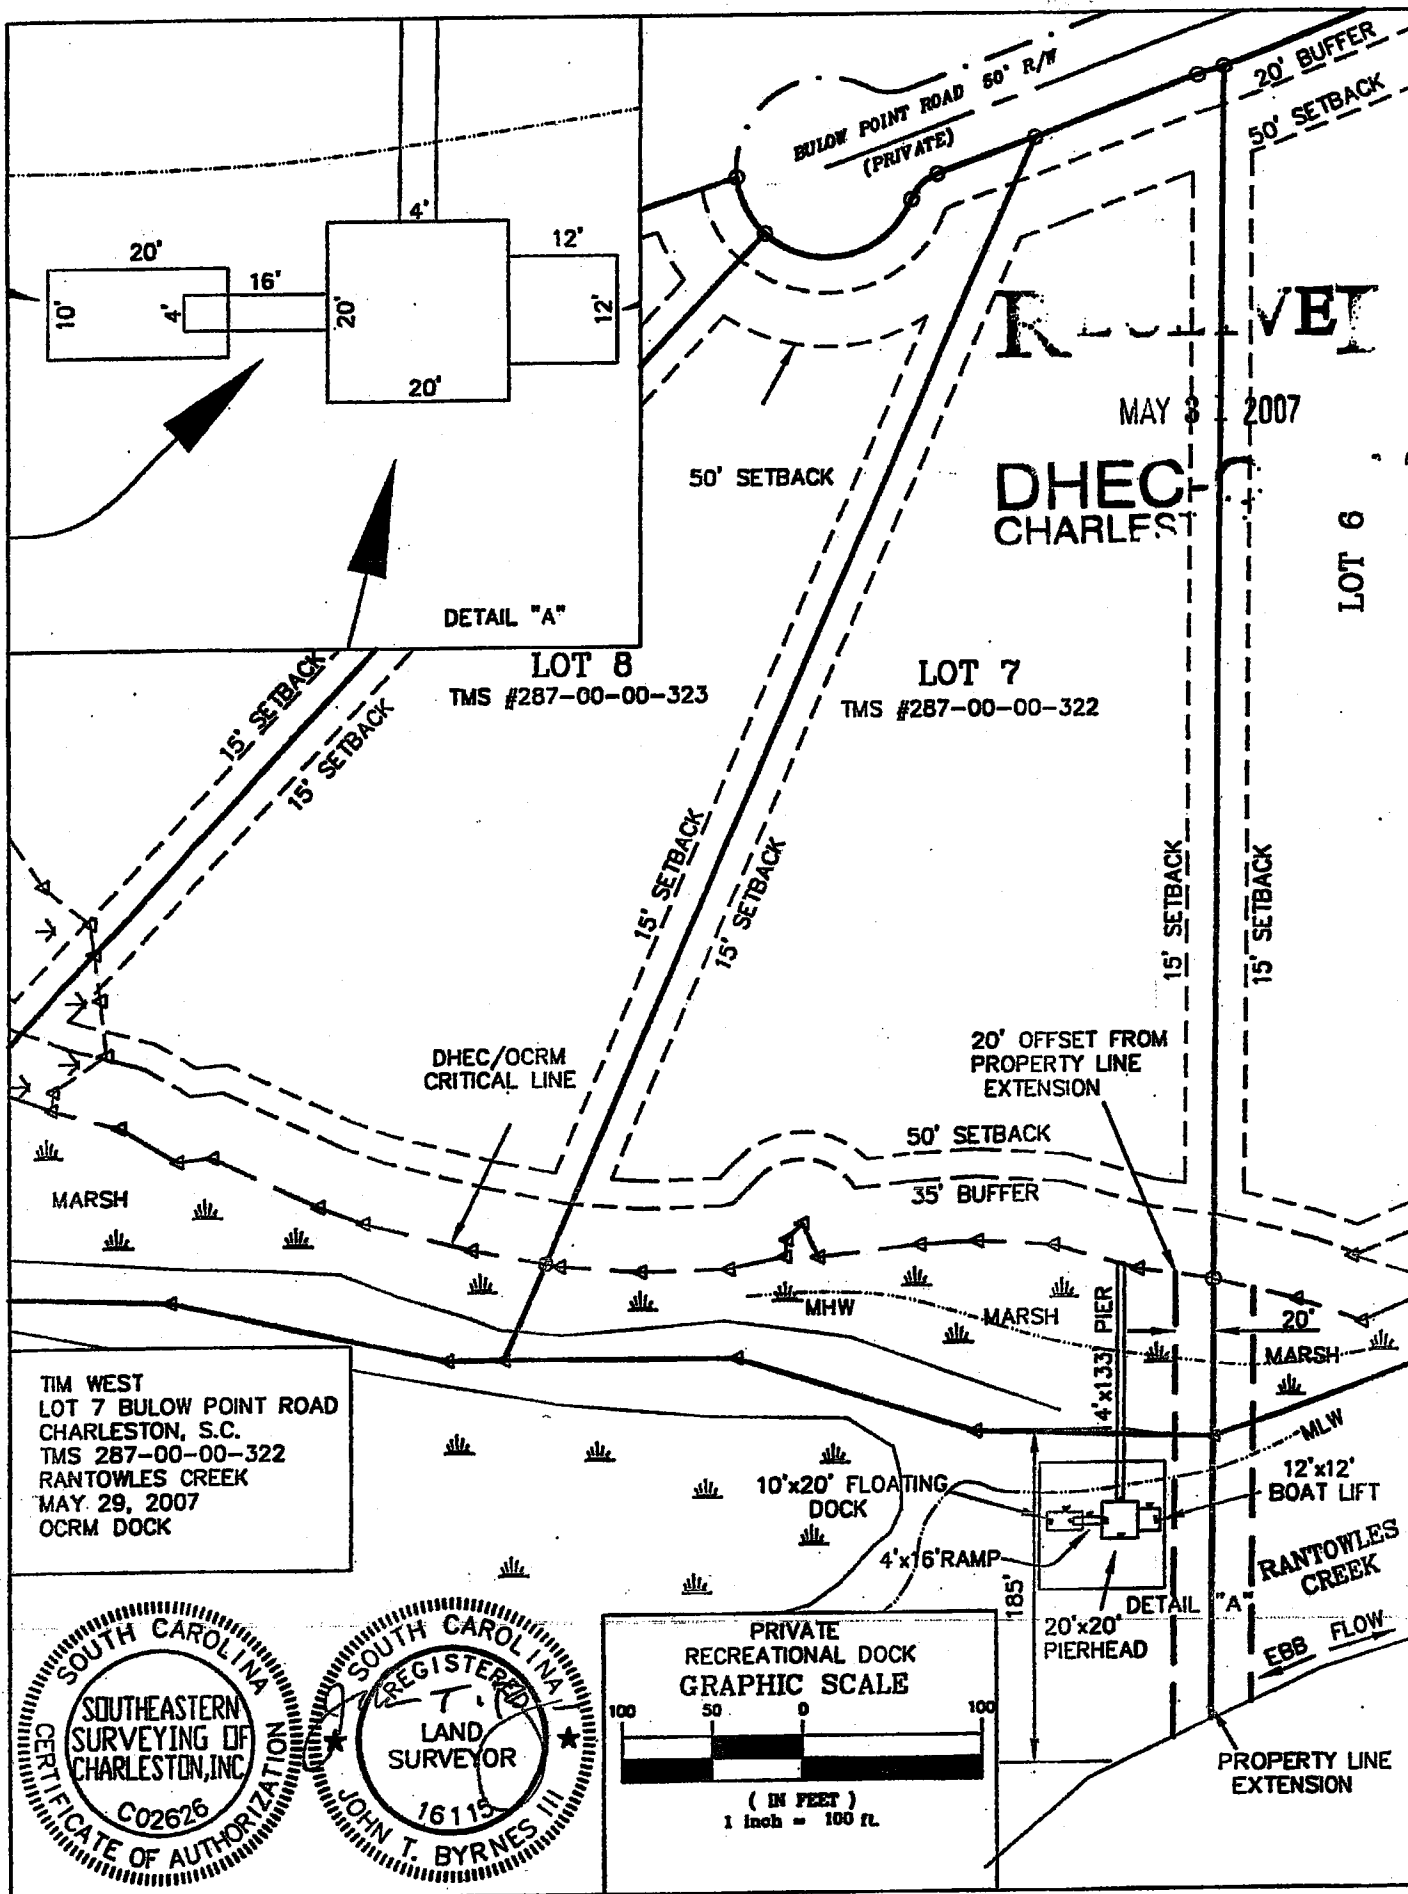 BULOW POINT ROAD 50' R/W
(PRIVATE)
20' BUFFER
50' SETBACK
4'
20'
16'
12'
10'
4'
20'
12'
20'
DETAIL "A"
MAY 2007
DHEC-
50' SETBACK
LOT 6
LOT 8
TMS #287-00-00-323
LOT 7
TMS #287-00-00-322
15' SETBACK
15' SETBACK
15' SETBACK
15' SETBACK
15' SETBACK
15' SETBACK
DHEC/OCRM
CRITICAL LINE
20' OFFSET FROM
PROPERTY LINE
EXTENSION
50' SETBACK
35' BUFFER
MARSH
MHW
MARSH
4'x133' PIER
20'
MARSH
MLW
TIM WEST
LOT 7 BULOW POINT ROAD
CHARLESTON, S.C.
TMS 287-00-00-322
RANTOWLES CREEK
MAY 29, 2007
OCRM DOCK
10'x20' FLOATING
DOCK
12'x12'
BOAT LIFT
4'x16' RAMP
185'
20'x20'
PIERHEAD
DETAIL "A"
RANTOWLES
CREEK
EBB FLOW
PROPERTY LINE
EXTENSION
SOUTH CAROLINA
SOUTHEASTERN
SURVEYING OF
CHARLESTON,INC
C02626
CERTIFICATE OF AUTHORIZATION
SOUTH CAROLINA
REGISTERED
LAND
SURVEYOR
16115
JOHN T. BYRNES III
PRIVATE
RECREATIONAL DOCK
GRAPHIC SCALE
100 50 0 100
( IN FEET )
1 inch = 100 ft.